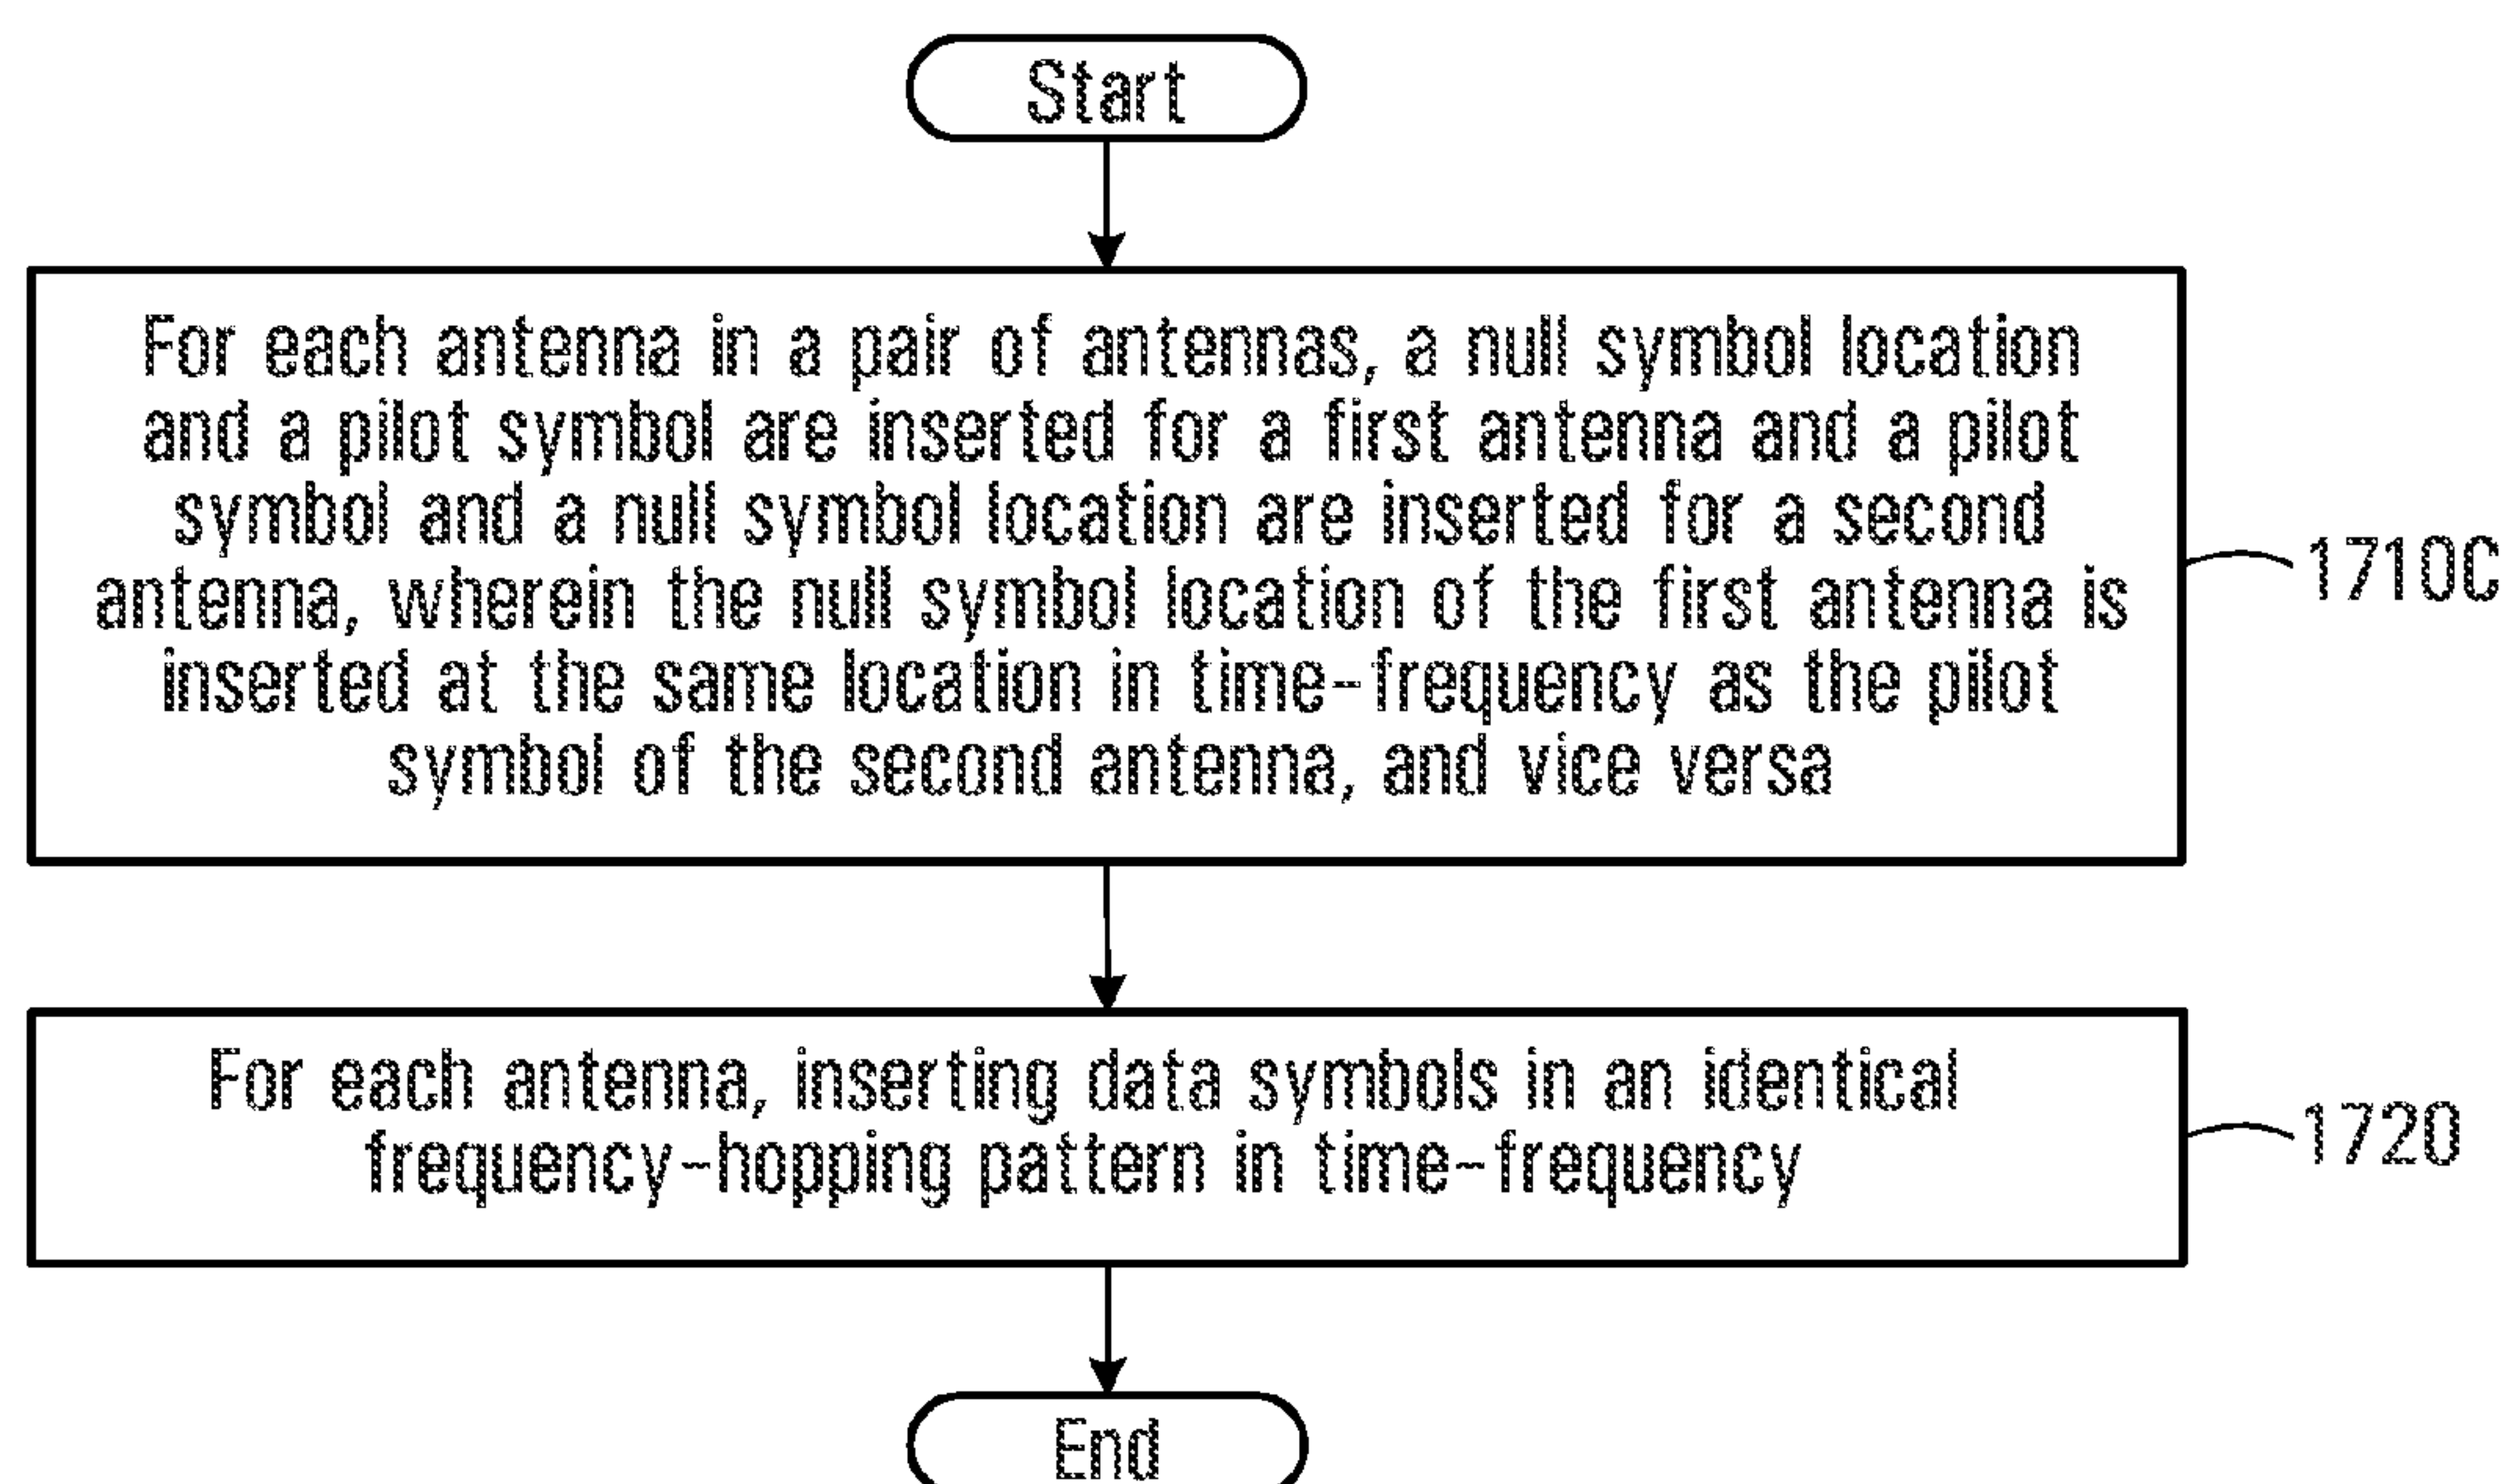 Start
For each antenna in a pair of antennas, a null symbol location
and a pilot symbol are inserted for a first antenna and a pilot
symbol and a null symbol location are inserted for a second
antenna, wherein the null symbol location of the first antenna is
inserted at the same location in time-frequency as the pilot
symbol of the second antenna, and vice versa
1710C
For each antenna, inserting data symbols in an identical
frequency-hopping pattern in time-frequency
1720
End